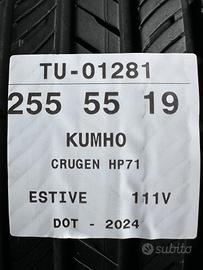 TU-01281
255 55 19
KUMHO
CRUGEN HP71
ESTIVE 111V
DOT - 2024
subito